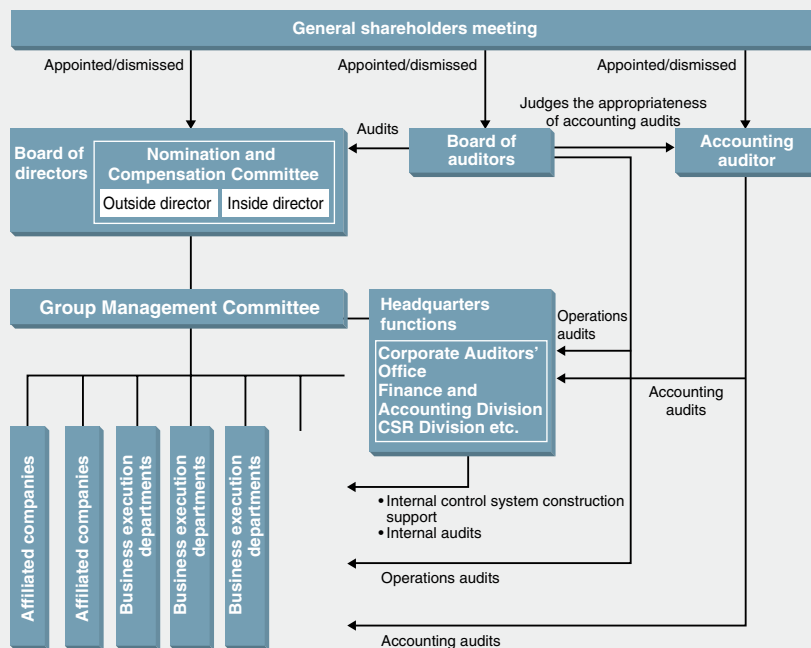 General shareholders meeting
Appointed/dismissed
Appointed/dismissed
Appointed/dismissed
Judges the appropriateness
of accounting audits
Board of
directors
Nomination and
Compensation Committee
Outside director
Inside director
Audits
Board of
auditors
Accounting
auditor
Group Management Committee
Headquarters
functions
Corporate Auditors’
Office
Finance and
Accounting Division
CSR Division etc.
Operations
audits
Accounting
audits
Affiliated companies
Affiliated companies
Business execution
departments
Business execution
departments
Business execution
departments
• Internal control system construction
support
• Internal audits
Operations audits
Accounting audits